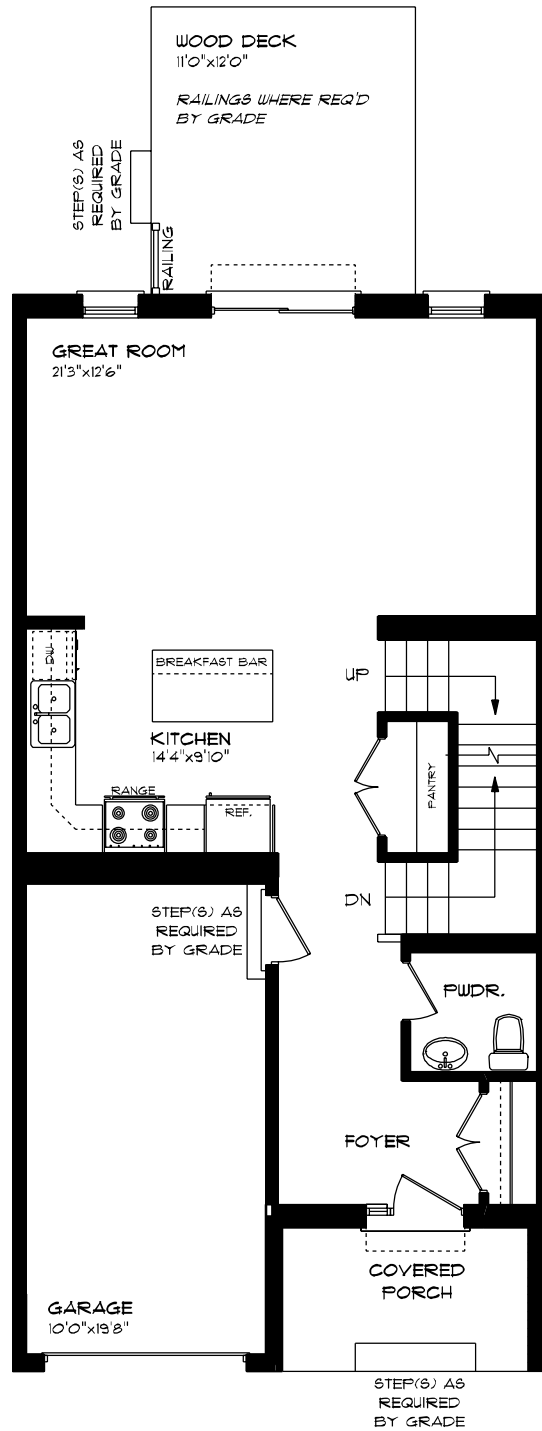 WOOD DECK
11'0"x12'0"
RAILINGS WHERE REQ'D
BY GRADE
STEP(S) AS
REQUIRED
BY GRADE
RAILING
GREAT ROOM
21'3"x12'6"
DW
BREAKFAST BAR
KITCHEN
14'4"x9'10"
RANGE
REF.
UP
PANTRY
DN
STEP(S) AS
REQUIRED
BY GRADE
PWDR.
FOYER
COVERED
PORCH
GARAGE
10'0"x19'8"
STEP(S) AS
REQUIRED
BY GRADE